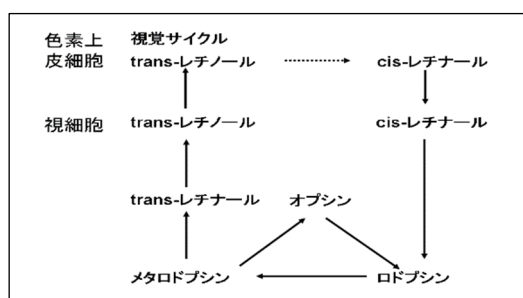 色素上 視覚サイクル
皮細胞 trans-レチノール cis-レチナール
視細胞 trans-レチノール cis-レチナール
trans-レチナール オプシン
メタロドプシン ロドプシン